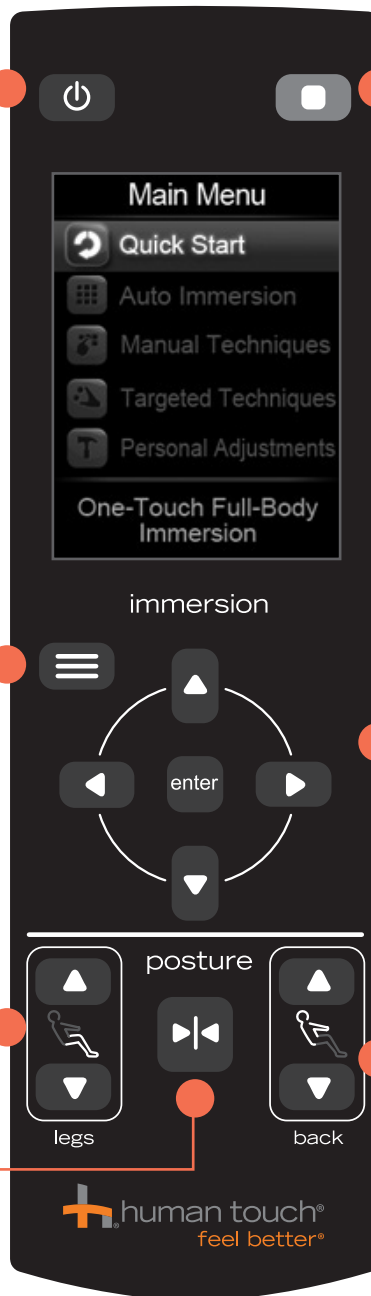 Main Menu
Quick Start
Auto Immersion
Manual Techniques
Targeted Techniques
Personal Adjustments
One-Touch Full-Body
Immersion
immersion
enter
posture
legs
back
human touch®
feel better®